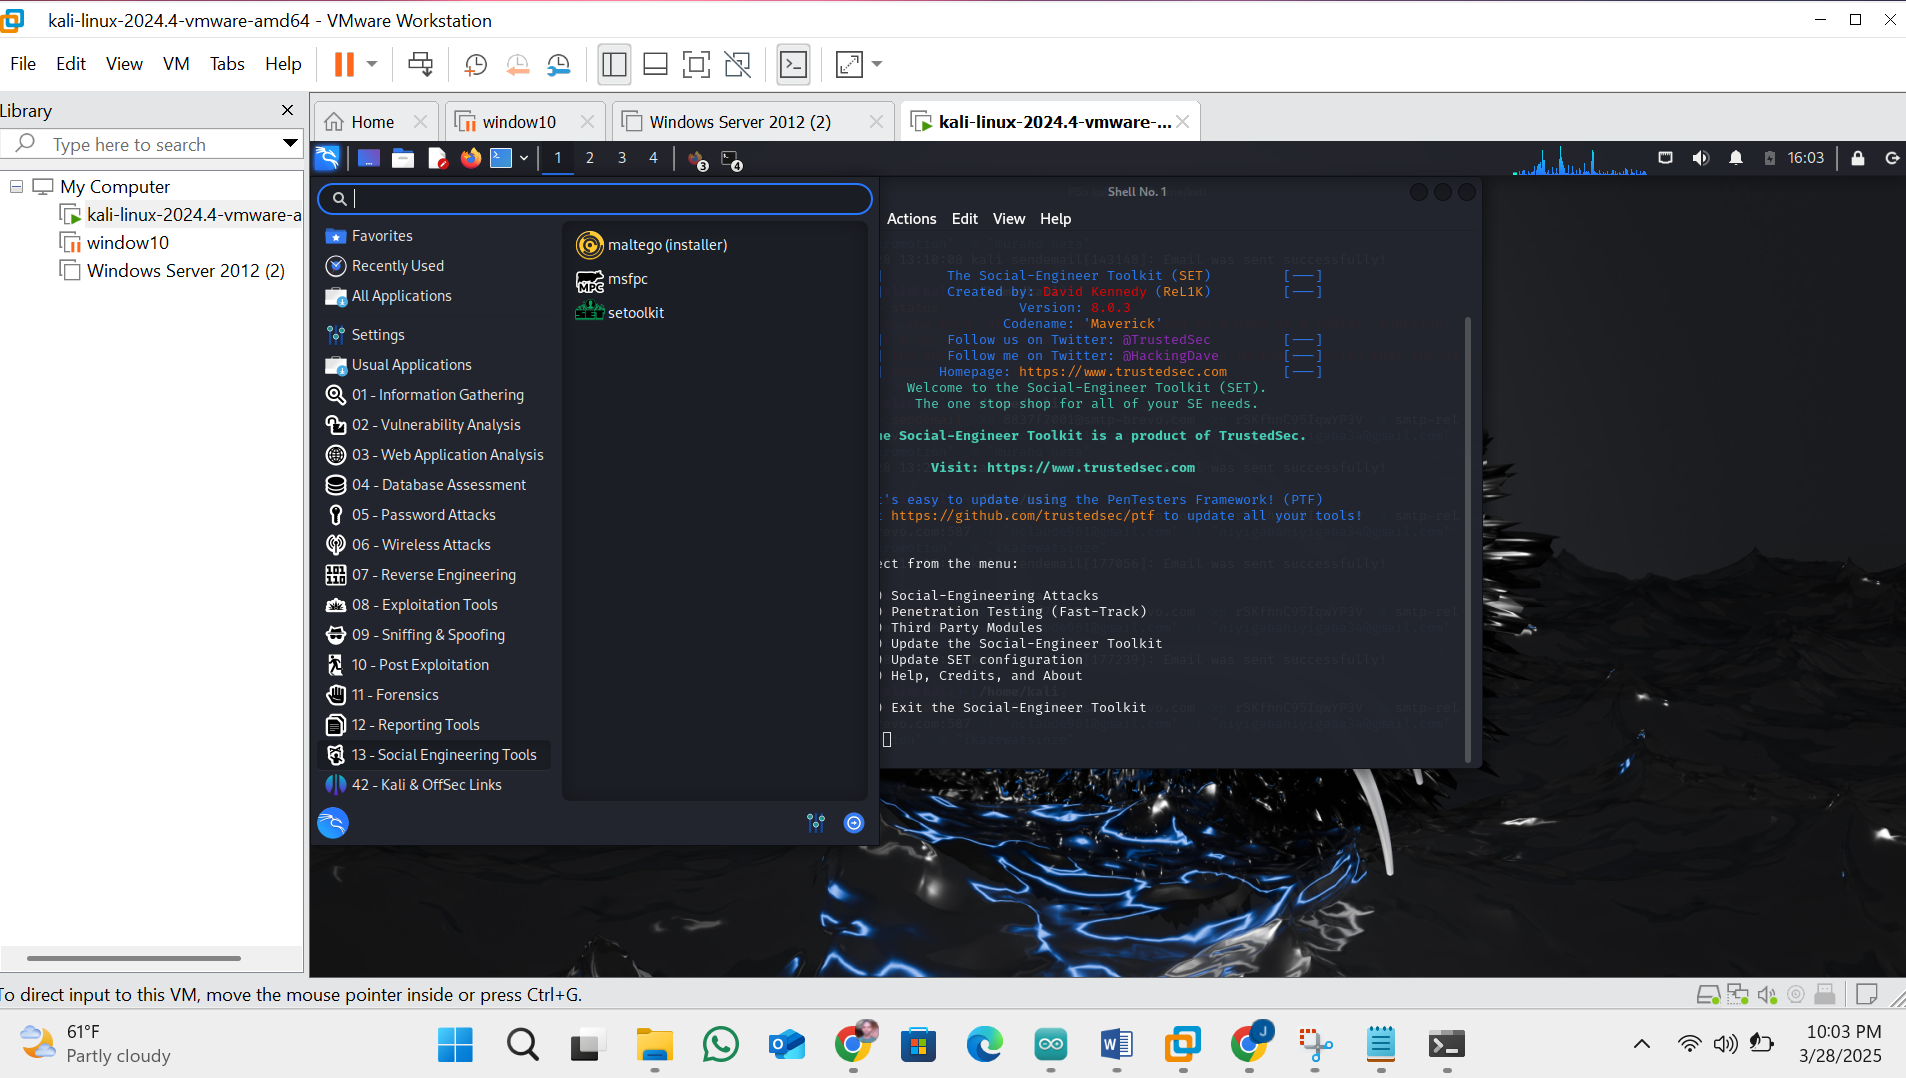 kali-linux-2024.4-vmware-amd64 - VMware Workstation
File Edit View VM Tabs Help
Library
Type here to search
My Computer
kali-linux-2024.4-vmware-a
window10
Windows Server 2012 (2)
Home
window10
Windows Server 2012 (2)
kali-linux-2024.4-vmware-...
1 2 3 4
3
4
16:03
Favorites
Recently Used
All Applications
Settings
Usual Applications
01 - Information Gathering
02 - Vulnerability Analysis
03 - Web Application Analysis
04 - Database Assessment
05 - Password Attacks
06 - Wireless Attacks
07 - Reverse Engineering
08 - Exploitation Tools
09 - Sniffing & Spoofing
10 - Post Exploitation
11 - Forensics
12 - Reporting Tools
13 - Social Engineering Tools
42 - Kali & OffSec Links
maltego (installer)
msfpc
setoolkit
Shell No. 1
Actions Edit View Help
The Social-Engineer Toolkit (SET) [---]
Created by: David Kennedy (ReL1K) [---]
Version: 8.0.3
Codename: 'Maverick'
Follow us on Twitter: @TrustedSec [---]
Follow me on Twitter: @HackingDave [---]
Homepage: https://www.trustedsec.com [---]
Welcome to the Social-Engineer Toolkit (SET).
The one stop shop for all of your SE needs.
e Social-Engineer Toolkit is a product of TrustedSec.
Visit: https://www.trustedsec.com
's easy to update using the PenTesters Framework! (PTF)
https://github.com/trustedsec/ptf to update all your tools!
ect from the menu:
) Social-Engineering Attacks
) Penetration Testing (Fast-Track)
) Third Party Modules
) Update the Social-Engineer Toolkit
) Update SET configuration
) Help, Credits, and About
) Exit the Social-Engineer Toolkit
To direct input to this VM, move the mouse pointer inside or press Ctrl+G.
61°F
Partly cloudy
10:03 PM
3/28/2025